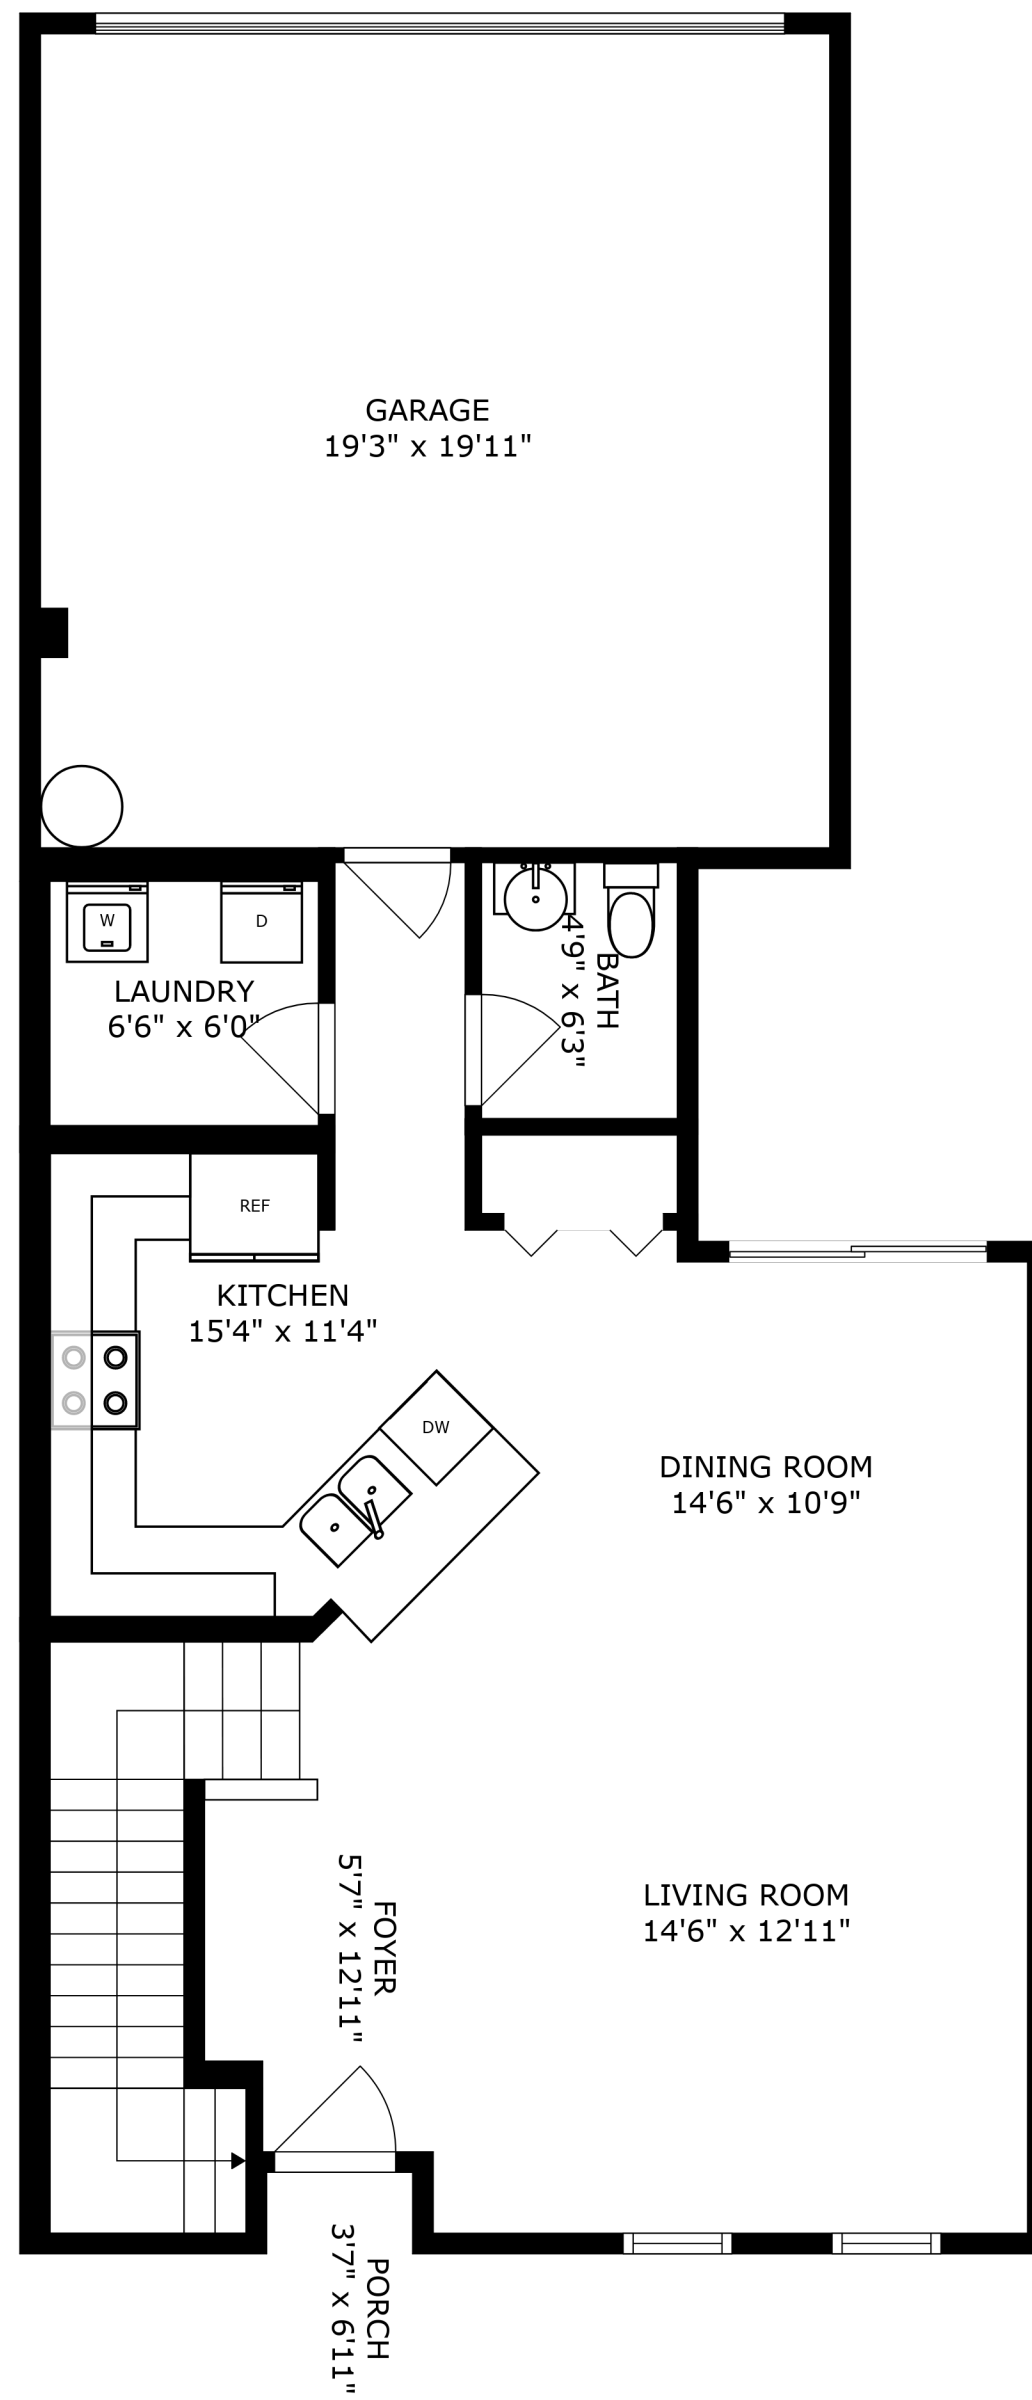 GARAGE
19'3" x 19'11"
W
D
LAUNDRY
6'6" x 6'0"
BATH
4'9" x 6'3"
REF
KITCHEN
15'4" x 11'4"
DW
DINING ROOM
14'6" x 10'9"
LIVING ROOM
14'6" x 12'11"
FOYER
5'7" x 12'11"
PORCH
3'7" x 6'11"